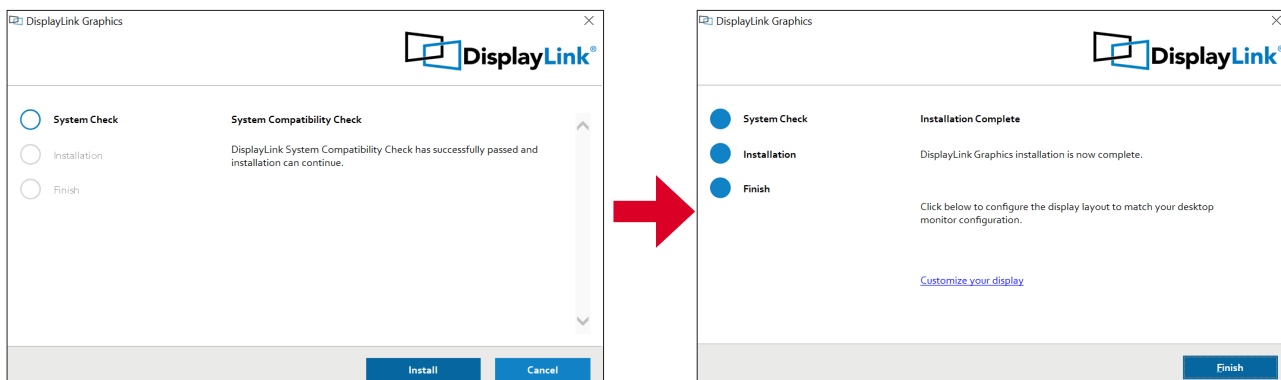 DisplayLink Graphics
DisplayLink®
System Check
Installation
Finish
System Compatibility Check
DisplayLink System Compatibility Check has successfully passed and
installation can continue.
Install
Cancel
DisplayLink Graphics
DisplayLink®
System Check
Installation
Finish
Installation Complete
DisplayLink Graphics installation is now complete.
Click below to configure the display layout to match your desktop
monitor configuration.
Customize your display
Finish